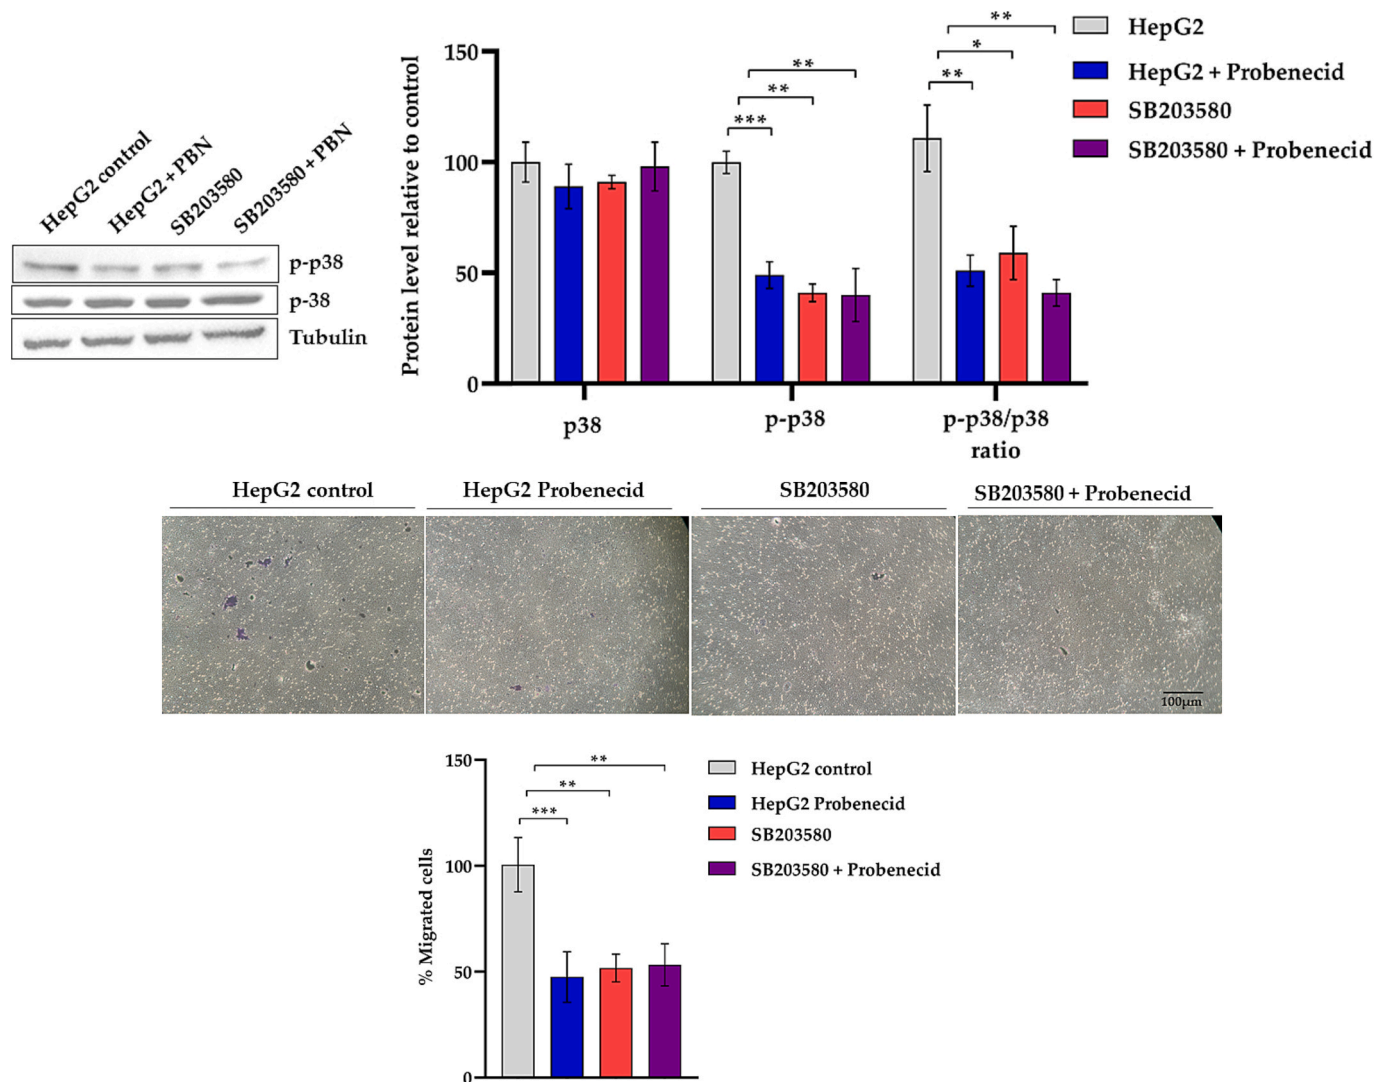 HepG2 control
HepG2 + PBN
SB203580
SB203580 + PBN
p-p38
p-38
Tubulin
Protein level relative to control
150
100
50
0
***
**
**
**
*
**
p38
p-p38
p-p38/p38
ratio
HepG2
HepG2 + Probenecid
SB203580
SB203580 + Probenecid
HepG2 control
HepG2 Probenecid
SB203580
SB203580 + Probenecid
100µm
% Migrated cells
150
100
50
0
***
**
**
HepG2 control
HepG2 Probenecid
SB203580
SB203580 + Probenecid